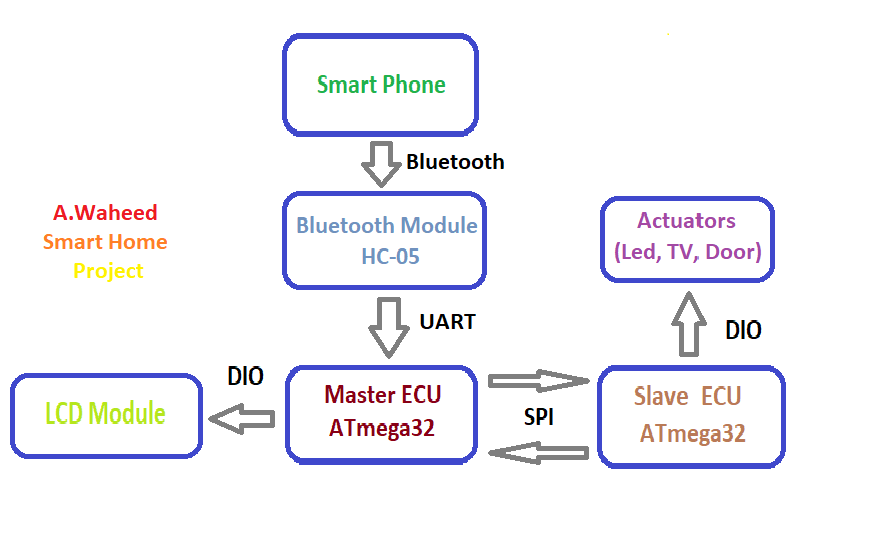 Smart Phone
Bluetooth
A.Waheed
Smart Home
Project
Bluetooth Module
HC-05
Actuators
(Led, TV, Door)
UART
DIO
LCD Module
DIO
Master ECU
ATmega32
SPI
Slave ECU
ATmega32